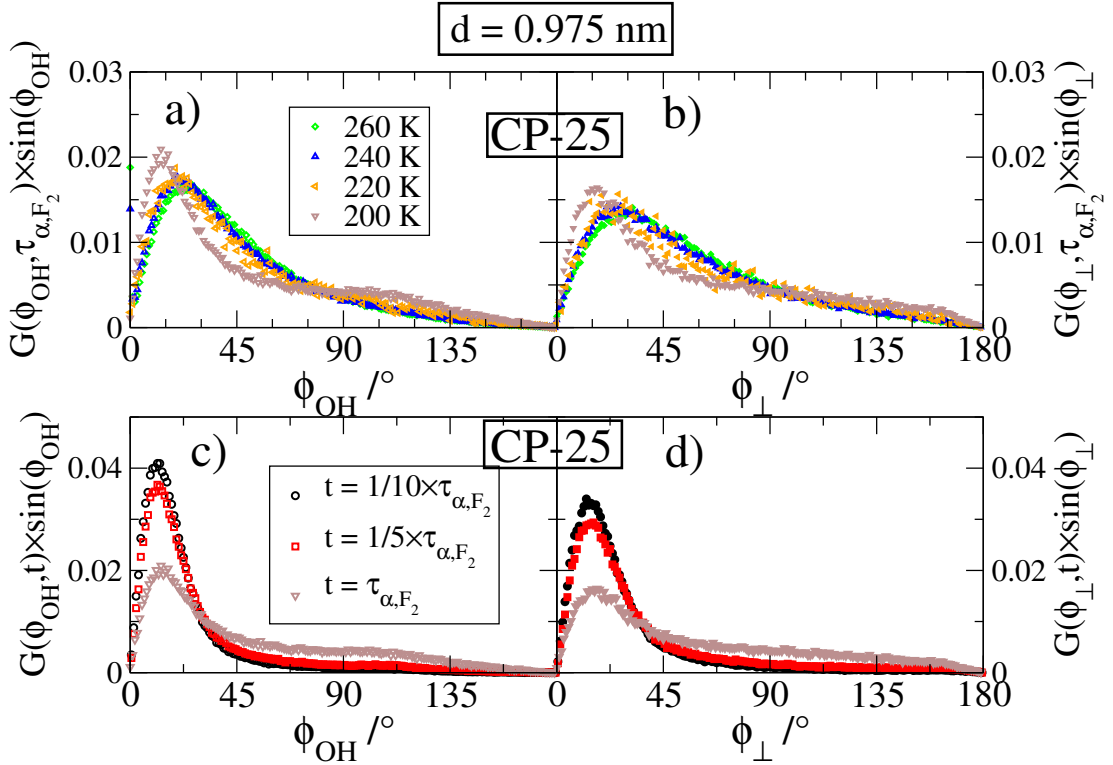 d = 0.975 nm
G(ϕOH,τα,F2)×sin(ϕOH)
0.03
0.02
0.01
0
a)
260 K
240 K
220 K
200 K
CP-25
b)
0.03
0.02
0.01
0
G(ϕ⊥,τα,F2)×sin(ϕ⊥)
0 45 90 135 0 45 90 135 180
ϕOH /° ϕ⊥ /°
G(ϕOH,t)×sin(ϕOH)
0.04
0.02
0
c)
t = 1/10×τα,F2
t = 1/5×τα,F2
t = τα,F2
CP-25
d)
0.04
0.02
0
G(ϕ⊥,t)×sin(ϕ⊥)
0 45 90 135 0 45 90 135 180
ϕOH /° ϕ⊥ /°